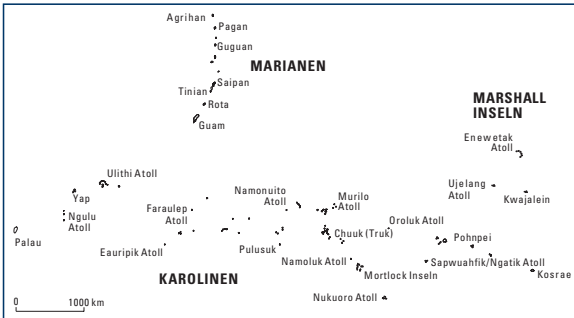 Agrihan
Pagan
Guguan
MARIANEN
Saipan
Tinian
Rota
Guam
MARSHALL
INSELN
Enewetak
Atoll
Ulithi Atoll
Yap
Ngulu
Atoll
Palau
Faraulep
Atoll
Eauripik Atoll
Namonuito
Atoll
Pulusuk
Murilo
Atoll
Chuuk (Truk)
Namoluk Atoll
Mortlock Inseln
Nukuoro Atoll
Oroluk Atoll
Pohnpei
Sapwuahfik/Ngatik Atoll
Kosrae
Ujelang
Atoll
Kwajalein
KAROLINEN
0 1000 km